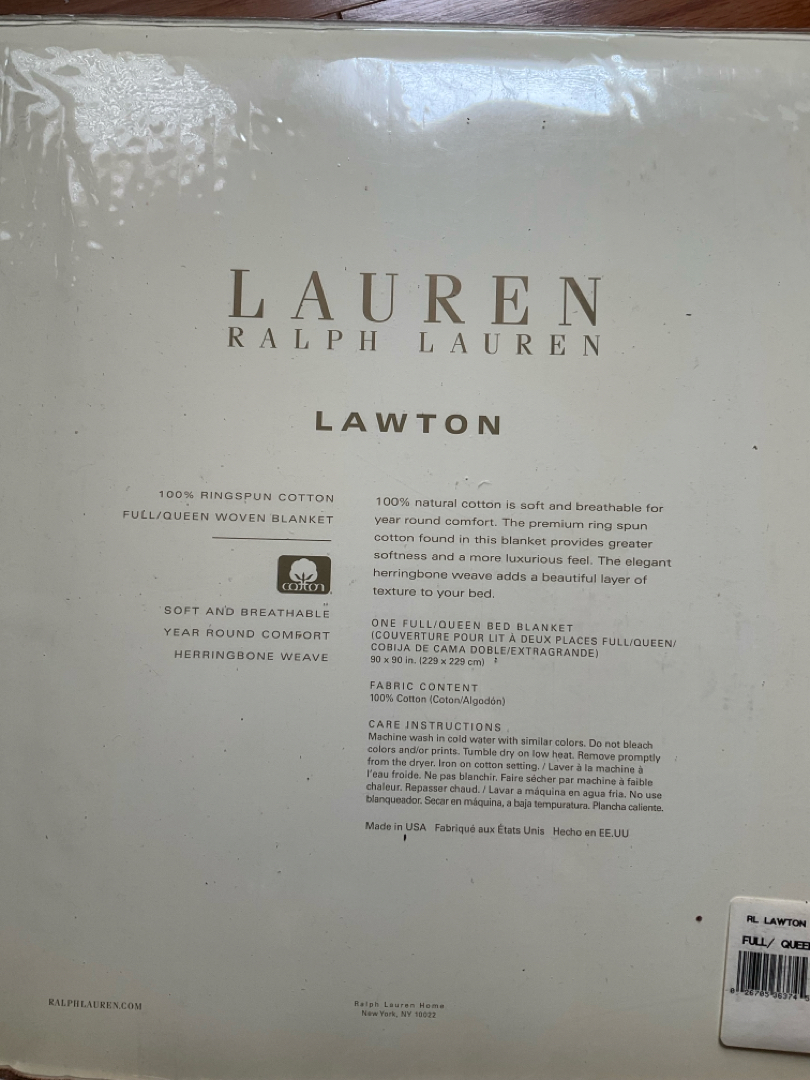 LAUREN
RALPH LAUREN
LAWTON
100% RINGSPUN COTTON
FULL/QUEEN WOVEN BLANKET
cotton
SOFT AND BREATHABLE
YEAR ROUND COMFORT
HERRINGBONE WEAVE
100% natural cotton is soft and breathable for
year round comfort. The premium ring spun
cotton found in this blanket provides greater
softness and a more luxurious feel. The elegant
herringbone weave adds a beautiful layer of
texture to your bed.
ONE FULL/QUEEN BED BLANKET
(COUVERTURE POUR LIT À DEUX PLACES FULL/QUEEN/
COBIJA DE CAMA DOBLE/EXTRAGRANDE)
90 x 90 in. (229 x 229 cm)
FABRIC CONTENT
100% Cotton (Coton/Algodón)
CARE INSTRUCTIONS
Machine wash in cold water with similar colors. Do not bleach
colors and/or prints. Tumble dry on low heat. Remove promptly
from the dryer. Iron on cotton setting. / Laver à la machine à
l'eau froide. Ne pas blanchir. Faire sécher par machine à faible
chaleur. Repasser chaud. / Lavar a máquina en agua fria. No use
blanqueador. Secar en máquina, a baja tempuratura. Plancha caliente.
Made in USA Fabriqué aux États Unis Hecho en EE.UU
RL LAWTON
FULL/ QUEE
RALPHLAUREN.COM
Ralph Lauren Home
New York, NY 10022